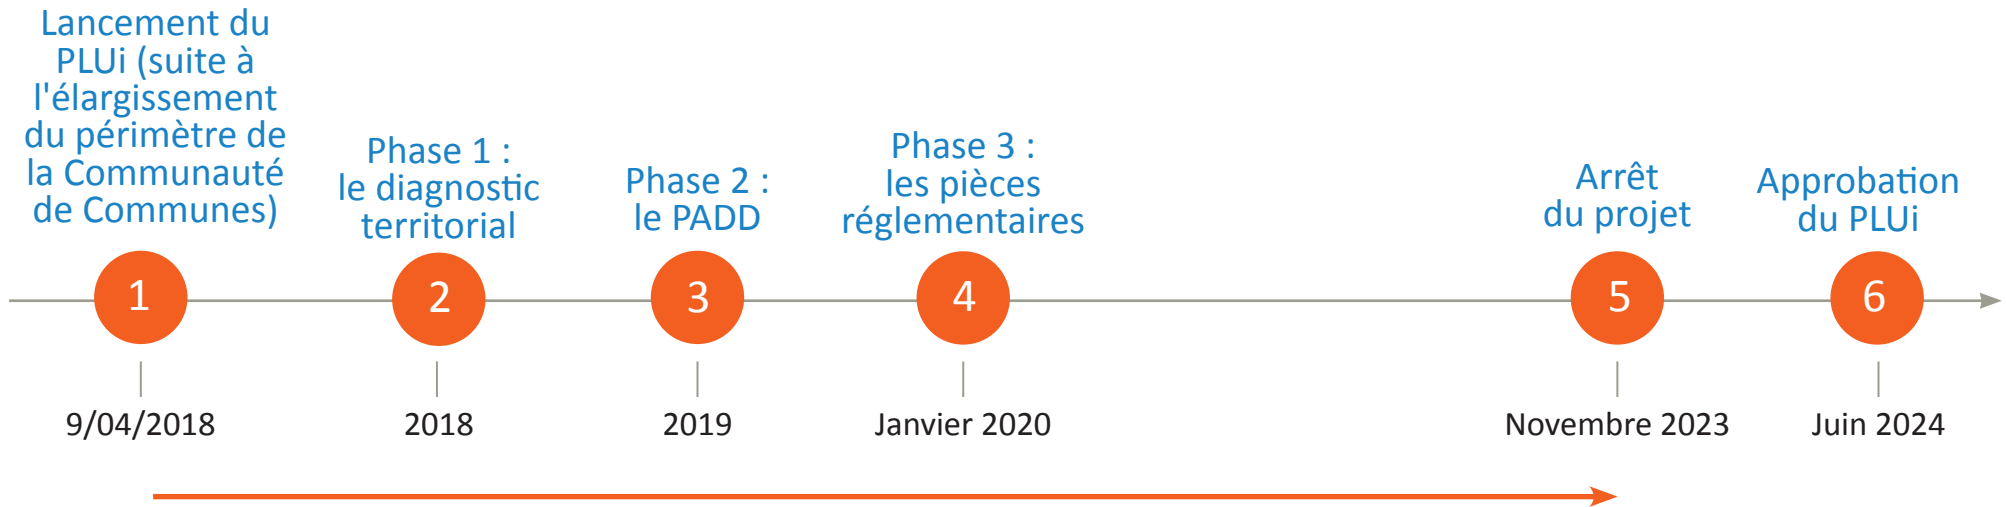 Lancement du
PLUi (suite à
l'élargissement
du périmètre de
la Communauté
de Communes)
Phase 1 :
le diagnostic
territorial
Phase 2 :
le PADD
Phase 3 :
les pièces
réglementaires
Arrêt
du projet
Approbation
du PLUi
1
2
3
4
5
6
9/04/2018
2018
2019
Janvier 2020
Novembre 2023
Juin 2024